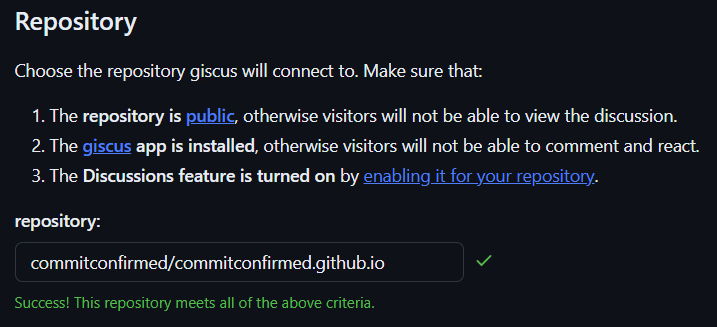 Repository
Choose the repository giscus will connect to. Make sure that:
1. The repository is public, otherwise visitors will not be able to view the discussion.
2. The giscus app is installed, otherwise visitors will not be able to comment and react.
3. The Discussions feature is turned on by enabling it for your repository.
repository:
commitconfirmed/commitconfirmed.github.io
Success! This repository meets all of the above criteria.